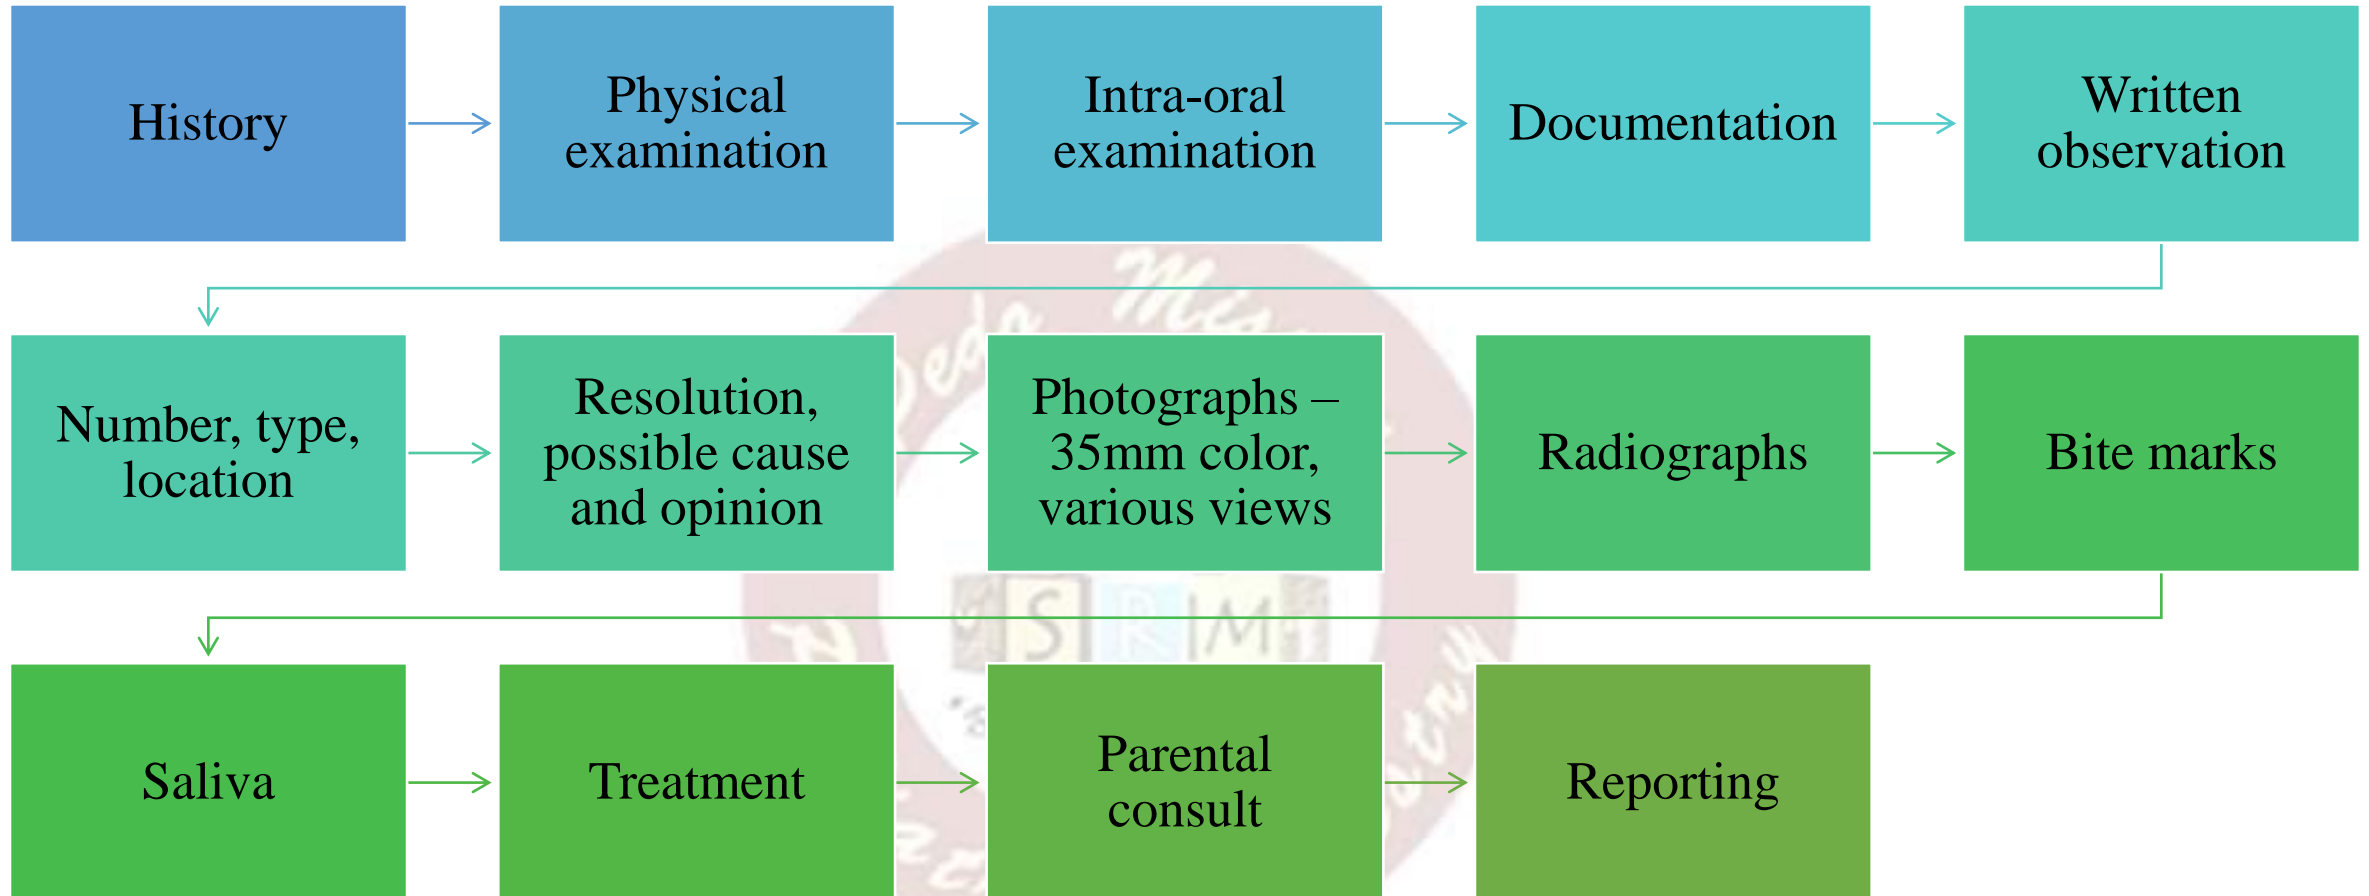 History
Physical
examination
Intra-oral
examination
Documentation
Written
observation
Number, type,
location
Resolution,
possible cause
and opinion
Photographs –
35mm color,
various views
Radiographs
Bite marks
Saliva
Treatment
Parental
consult
Reporting
S R M